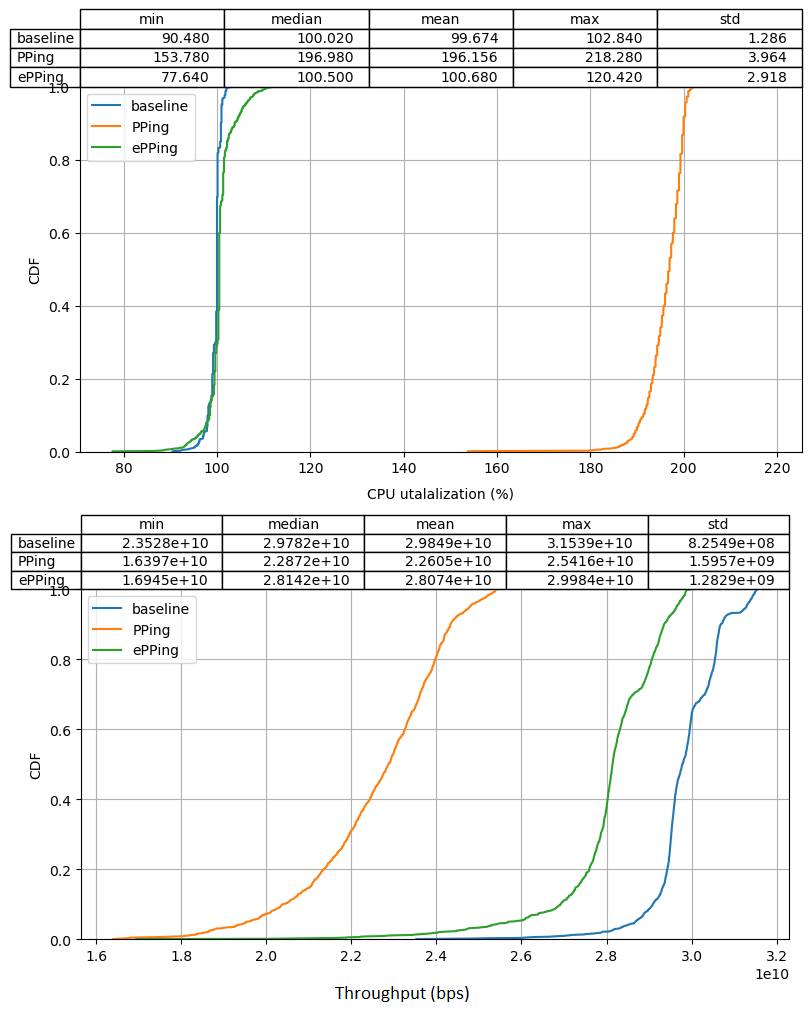 min median mean max std
baseline 90.480 100.020 99.674 102.840 1.286
PPing 153.780 196.980 196.156 218.280 3.964
ePPing 77.640 100.500 100.680 120.420 2.918
1.0
baseline
PPing
ePPing
0.8
0.6
CDF
0.4
0.2
0.0
80 100 120 140 160 180 200 220
CPU utalalization (%)
min median mean max std
baseline 2.3528e+10 2.9782e+10 2.9849e+10 3.1539e+10 8.2549e+08
PPing 1.6397e+10 2.2872e+10 2.2605e+10 2.5416e+10 1.5957e+09
ePPing 1.6945e+10 2.8142e+10 2.8074e+10 2.9984e+10 1.2829e+09
1.0
baseline
PPing
ePPing
0.8
0.6
CDF
0.4
0.2
0.0
1.6 1.8 2.0 2.2 2.4 2.6 2.8 3.0 3.2
1e10
Throughput (bps)